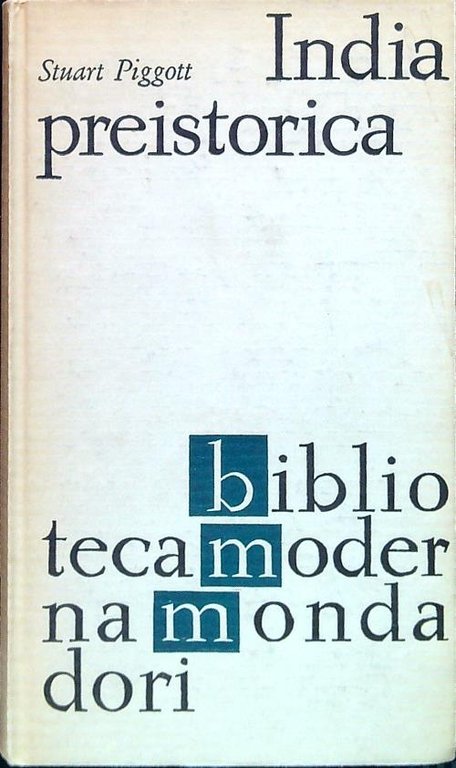 Stuart Piggott India
preistorica
biblio
tecamoder
namonda
dori